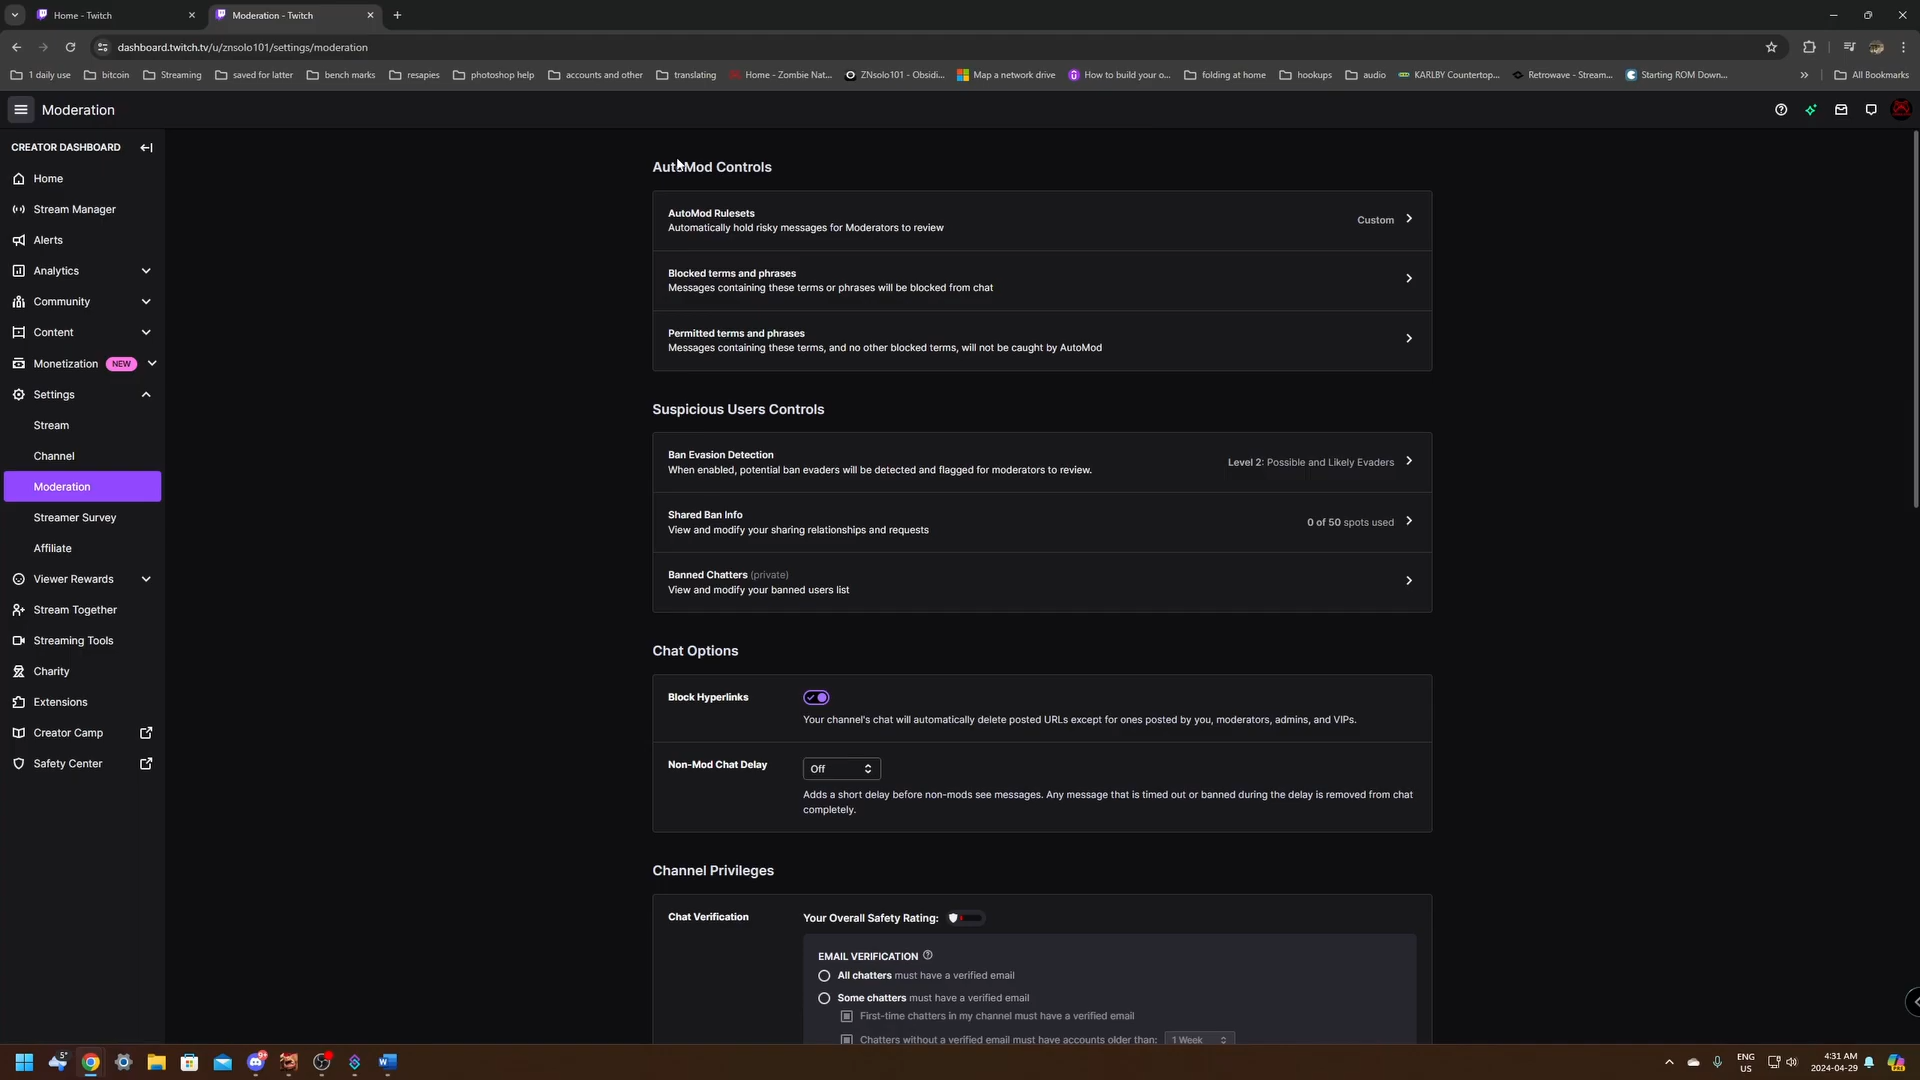 Home - Twitch
Moderation - Twitch
dashboard.twitch.tv/u/znsolo101/settings/moderation
1 daily use
bitcoin
Streaming
saved for latter
bench marks
resapies
photoshop help
accounts and other
translating
Home - Zombie Nat...
ZNsolo101 - Obsidi...
Map a network drive
How to build your o...
folding at home
hookups
audio
KARLBY Countertop...
Retrowave - Stream...
Starting ROM Down...
All Bookmarks
Moderation
CREATOR DASHBOARD
Home
Stream Manager
Alerts
Analytics
Community
Content
Monetization NEW
Settings
Stream
Channel
Moderation
Streamer Survey
Affiliate
Viewer Rewards
Stream Together
Streaming Tools
Charity
Extensions
Creator Camp
Safety Center
AutoMod Controls
AutoMod Rulesets
Automatically hold risky messages for Moderators to review
Custom
Blocked terms and phrases
Messages containing these terms or phrases will be blocked from chat
Permitted terms and phrases
Messages containing these terms, and no other blocked terms, will not be caught by AutoMod
Suspicious Users Controls
Ban Evasion Detection
When enabled, potential ban evaders will be detected and flagged for moderators to review.
Level 2: Possible and Likely Evaders
Shared Ban Info
View and modify your sharing relationships and requests
0 of 50 spots used
Banned Chatters (private)
View and modify your banned users list
Chat Options
Block Hyperlinks
Your channel's chat will automatically delete posted URLs except for ones posted by you, moderators, admins, and VIPs.
Non-Mod Chat Delay
Off
Adds a short delay before non-mods see messages. Any message that is timed out or banned during the delay is removed from chat
completely.
Channel Privileges
Chat Verification
Your Overall Safety Rating:
EMAIL VERIFICATION
All chatters must have a verified email
Some chatters must have a verified email
First-time chatters in my channel must have a verified email
Chatters without a verified email must have accounts older than: 1 Week
5°
ENG
US
4:31 AM
2024-04-29